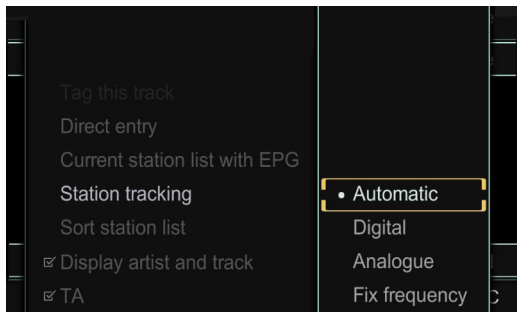 Tag this track
Direct entry
Current station list with EPG
Station tracking
Sort station list
Display artist and track
TA
Automatic
Digital
Analogue
Fix frequency